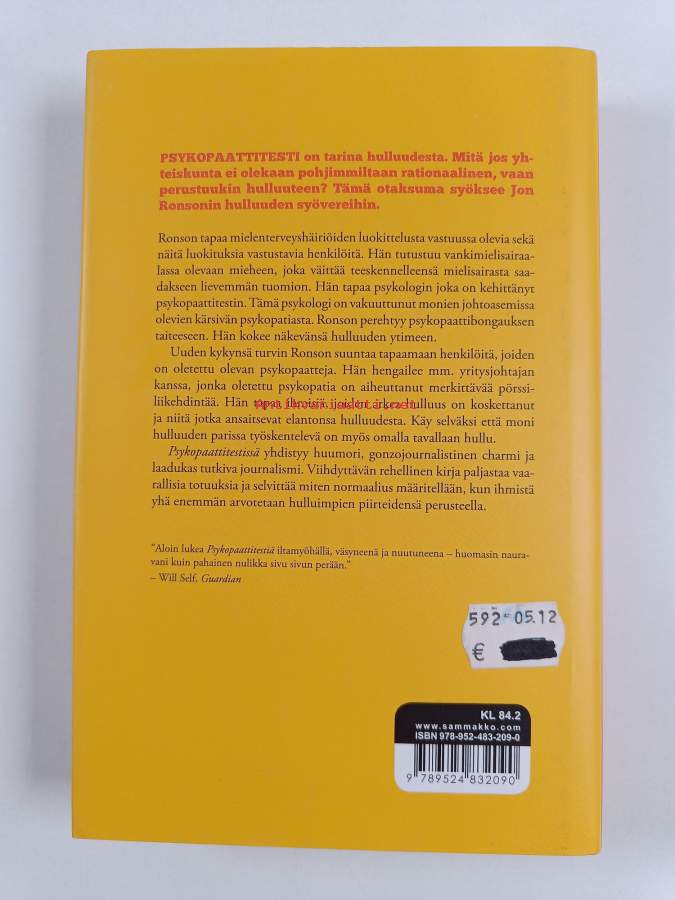 PSYKOPAATTITESTI on tarina hulluudesta. Mitä jos yh-
teiskunta ei olekaan pohjimmiltaan rationaalinen, vaan
perustuukin hulluuteen? Tämä otaksuma syöksee Jon
Ronsonin hulluuden syövereihin.
Ronson tapaa mielenterveyshäiriöiden luokittelusta vastuussa olevia sekä
näitä luokituksia vastustavia henkilöitä. Hän tutustuu vankimielisairaa-
lassa olevaan mieheen, joka väittää teeskennelleensä mielisairasta saa-
dakseen lievemmän tuomion. Hän tapaa psykologin joka on kehittänyt
psykopaattitestin. Tämä psykologi on vakuuttunut monien johtoasemissa
olevien kärsivän psykopatiasta. Ronson perehtyy psykopaattibongauksen
taiteeseen. Hän kokee näkevänsä hulluuden ytimeen.
Uuden kykynsä turvin Ronson suuntaa tapaamaan henkilöitä, joiden
on oletettu olevan psykopaatteja. Hän hengailee mm. yritysjohtajan
kanssa, jonka oletettu psykopatia on aiheuttanut merkittävää pörssi-
liikehdintää. Hän tapaa ihmisiä joiden arkea hulluus on koskettanut
ja niitä jotka ansaitsevat elantonsa hulluudesta. Käy selväksi että moni
hulluuden parissa työskentelevä on myös omalla tavallaan hullu.
Psykopaattitestissä yhdistyy huumori, gonzojournalistinen charmi ja
laadukas tutkiva journalismi. Viihdyttävän rehellinen kirja paljastaa vaa-
rallisia totuuksia ja selvittää miten normaalius määritellään, kun ihmistä
yhä enemmän arvotetaan hulluimpien piirteidensä perusteella.
"Aloin lukea Psykopaattitestiä iltamyöhällä, väsyneenä ja nuutuneena – huomasin naura-
vani kuin pahainen nulikka sivu sivun perään."
– Will Self, Guardian
592 05.12
€
KL 84.2
www.sammakko.com
ISBN 978-952-483-209-0
9 789524 832090